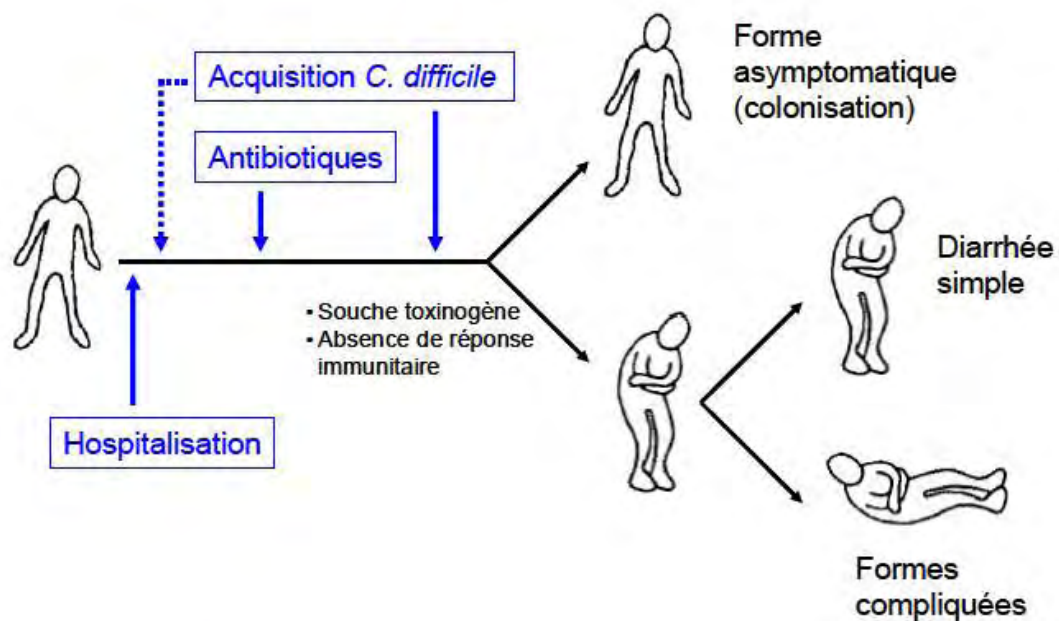 Forme
asymptomatique
(colonisation)
Acquisition C. difficile
Antibiotiques
Diarrhée
simple
• Souche toxinogène
• Absence de réponse
immunitaire
Hospitalisation
Formes
compliquées